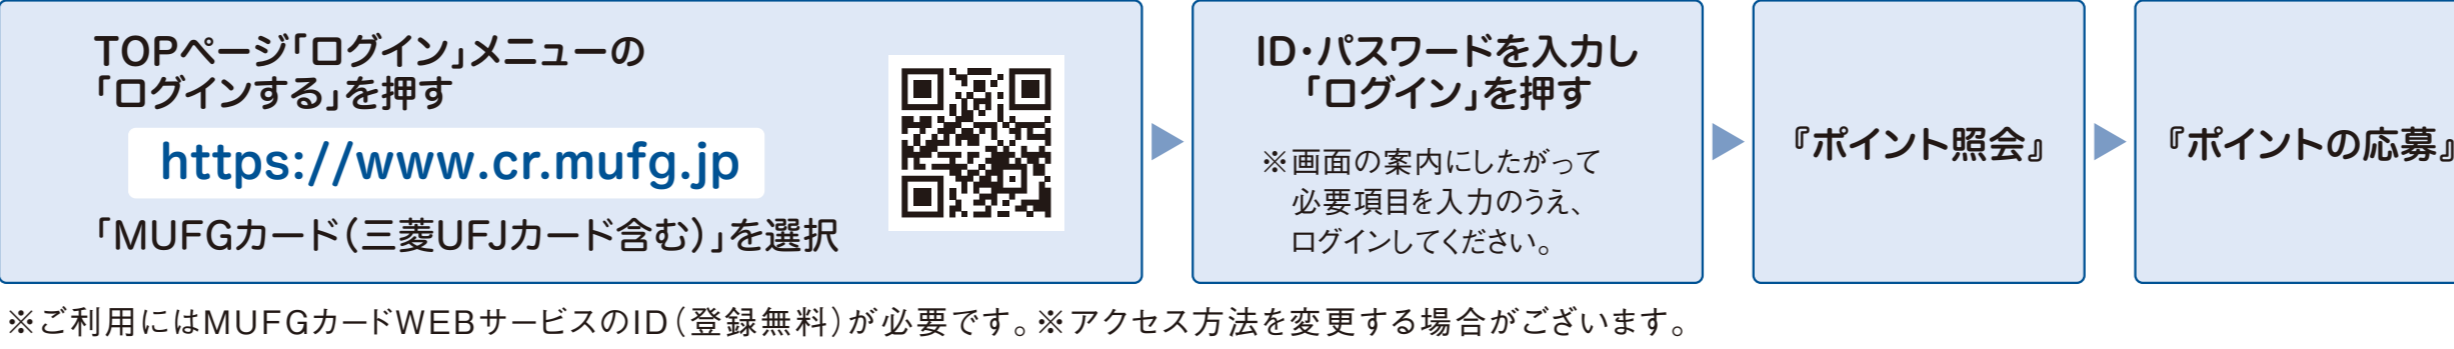 TOPページ「ログイン」メニューの
「ログインする」を押す
https://www.cr.mufg.jp
「MUFGカード（三菱UFJカード含む）」を選択
ID・パスワードを入力し
「ログイン」を押す
※画面の案内にしたがって
必要項目を入力のうえ、
ログインしてください。
『ポイント照会』
『ポイントの応募』
※ご利用にはMUFGカードWEBサービスのID（登録無料）が必要です。※アクセス方法を変更する場合がございます。